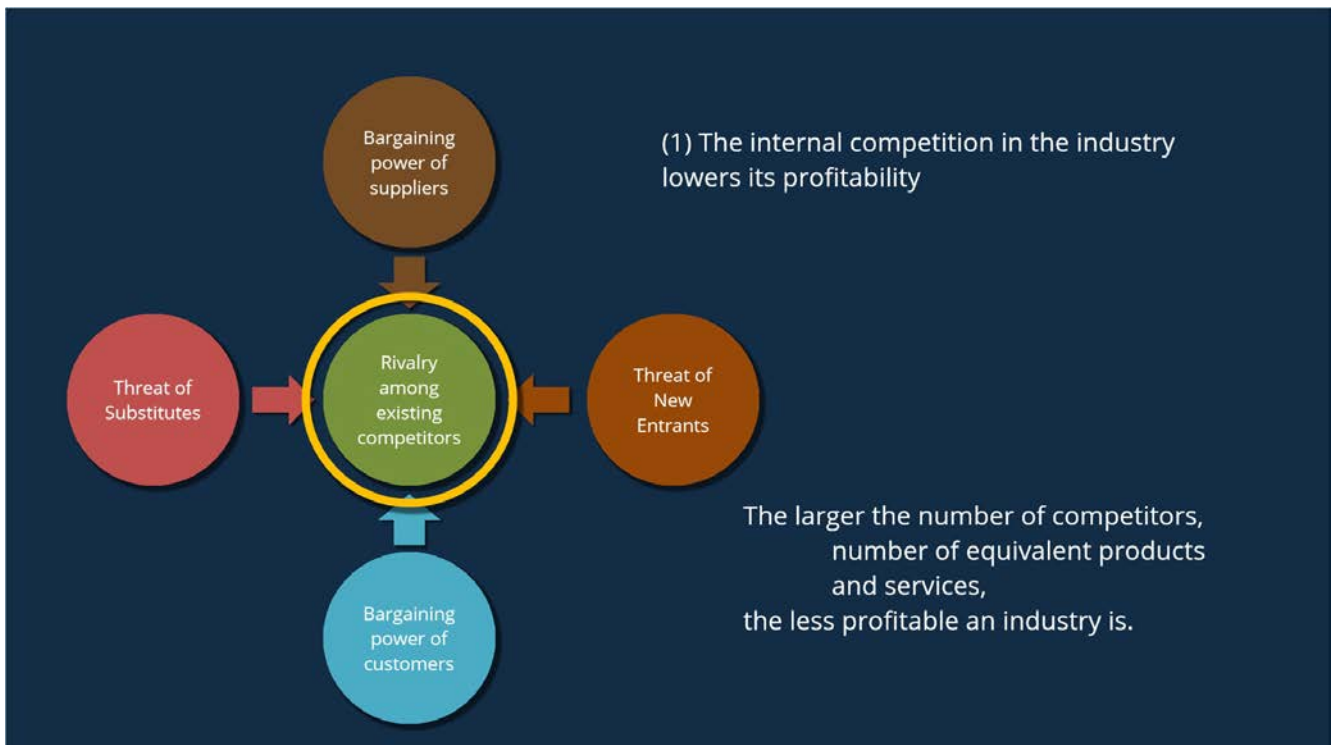 Bargaining
power of
suppliers
(1) The internal competition in the industry
lowers its profitability
Threat of
Substitutes
Rivalry
among
existing
competitors
Threat of
New
Entrants
The larger the number of competitors,
number of equivalent products
and services,
the less profitable an industry is.
Bargaining
power of
customers